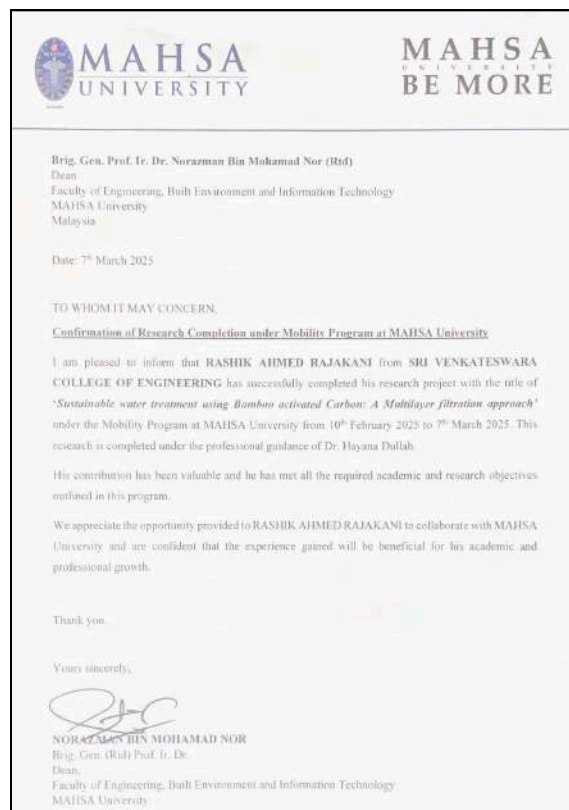 MAHSA
UNIVERSITY
MAHSA
UNIVERSITY
BE MORE
Brig. Gen. Prof. Ir. Dr. Norazman Bin Mohamad Nor (Rtd)
Dean
Faculty of Engineering, Built Environment and Information Technology
MAHSA University
Malaysia
Date: 7th March 2025
TO WHOM IT MAY CONCERN,
Confirmation of Research Completion under Mobility Program at MAHSA University
I am pleased to inform that RASHIK AHMED RAJAKANI from SRI VENKATESWARA
COLLEGE OF ENGINEERING has successfully completed his research project with the title of
‘Sustainable water treatment using Bamboo activated Carbon: A Multilayer filtration approach’
under the Mobility Program at MAHSA University from 10th February 2025 to 7th March 2025. This
research is completed under the professional guidance of Dr. Hayana Dullah.
His contribution has been valuable and he has met all the required academic and research objectives
outlined in this program.
We appreciate the opportunity provided to RASHIK AHMED RAJAKANI to collaborate with MAHSA
University and are confident that the experience gained will be beneficial for his academic and
professional growth.
Thank you.
Yours sincerely,
NORAZMAN BIN MOHAMAD NOR
Brig. Gen. (Rtd) Prof. Ir. Dr
Dean,
Faculty of Engineering, Built Environment and Information Technology
MAHSA University